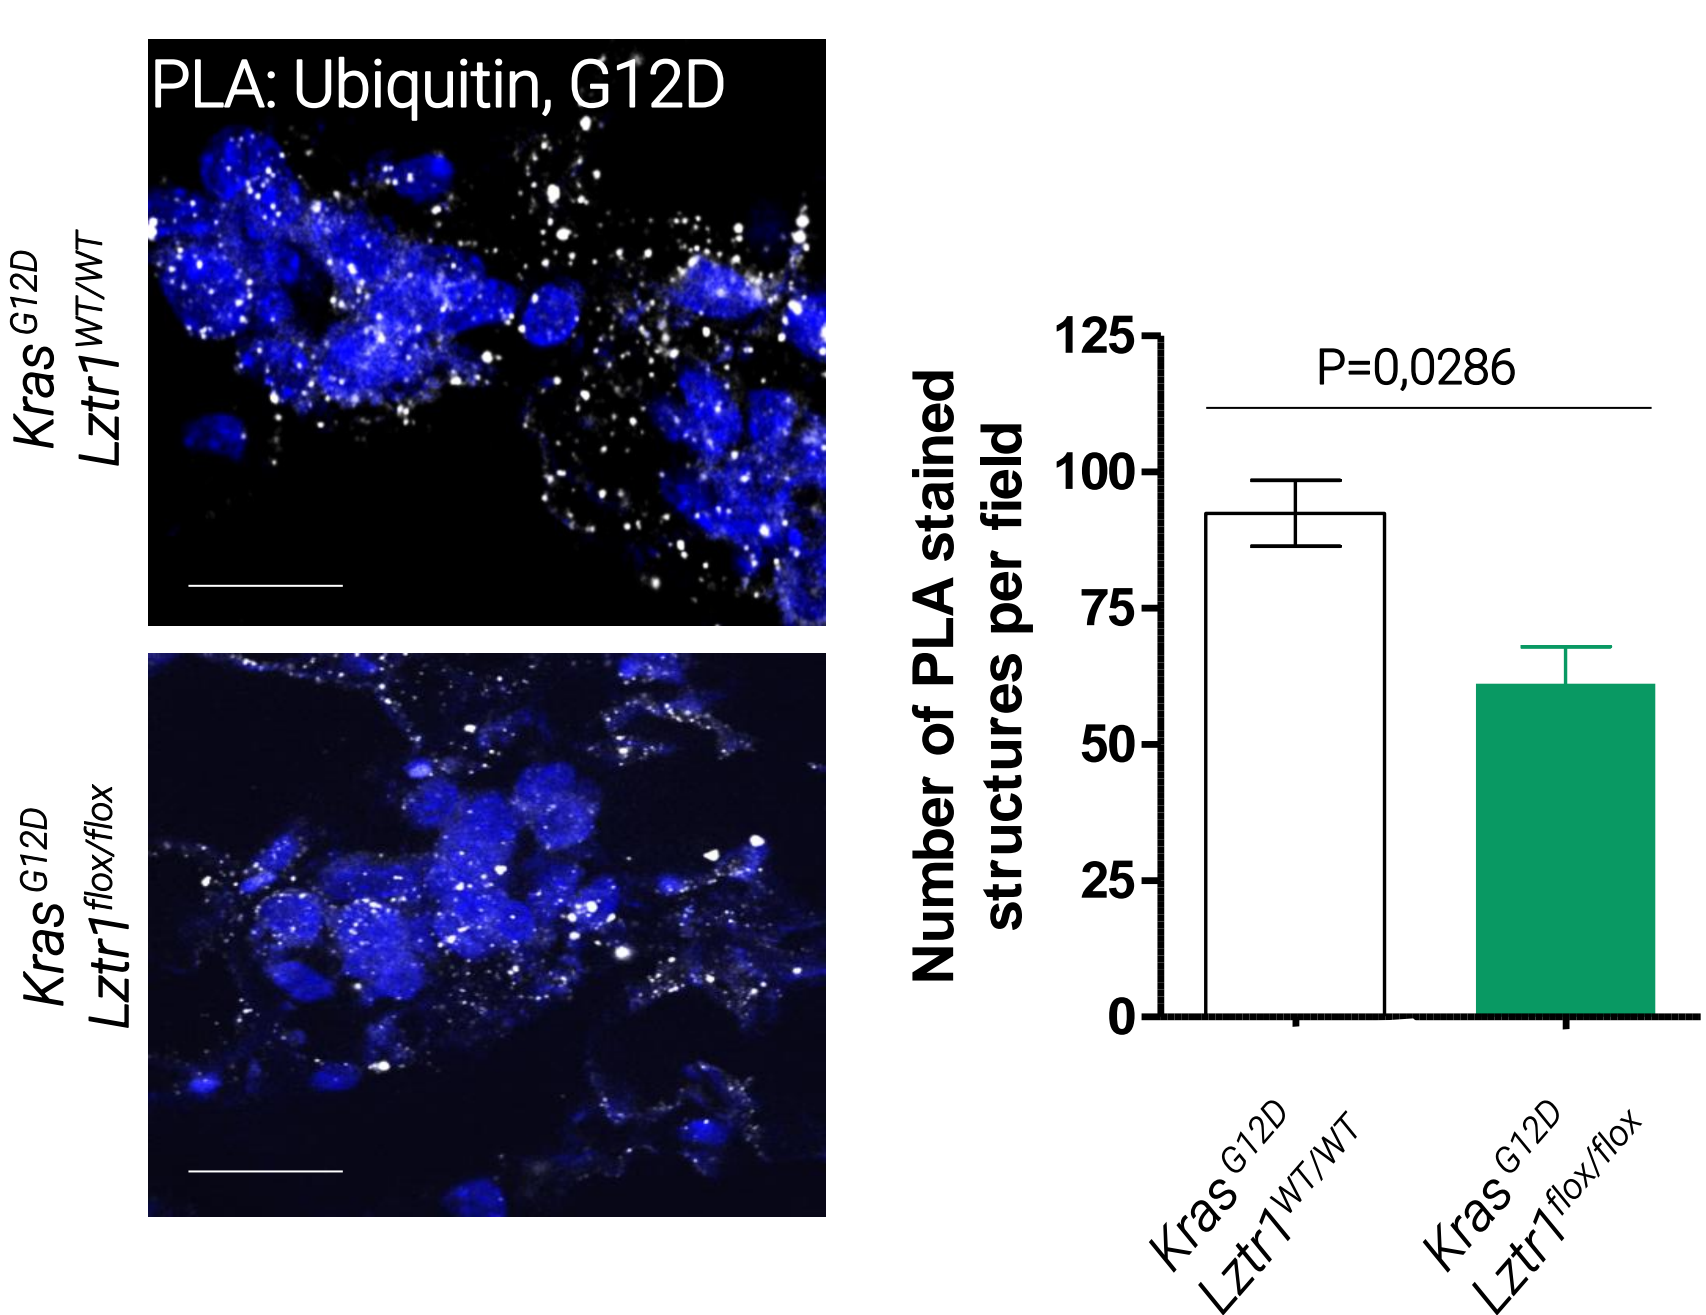 PLA: Ubiquitin, G12D
Kras G12D
Lztr1 WT/WT
Kras G12D
Lztr1 flox/flox
Number of PLA stained
structures per field
125
100
75
50
25
0
P=0,0286
Kras G12D
Lztr1 WT/WT
Kras G12D
Lztr1 flox/flox